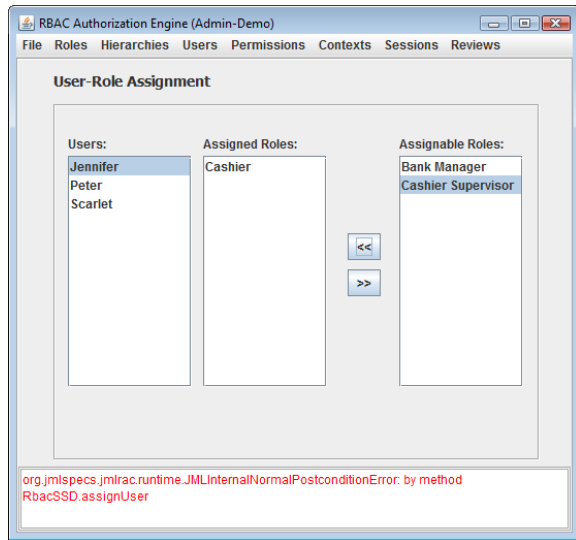 RBAC Authorization Engine (Admin-Demo)
File Roles Hierarchies Users Permissions Contexts Sessions Reviews
User-Role Assignment
Users: Assigned Roles: Assignable Roles:
Jennifer Cashier Bank Manager
Peter Cashier Supervisor
Scarlet
<<
>>
org.jmlspecs.jmlrac.runtime.JMLInternalNormalPostconditionError: by method
RbacSSD.assignUser